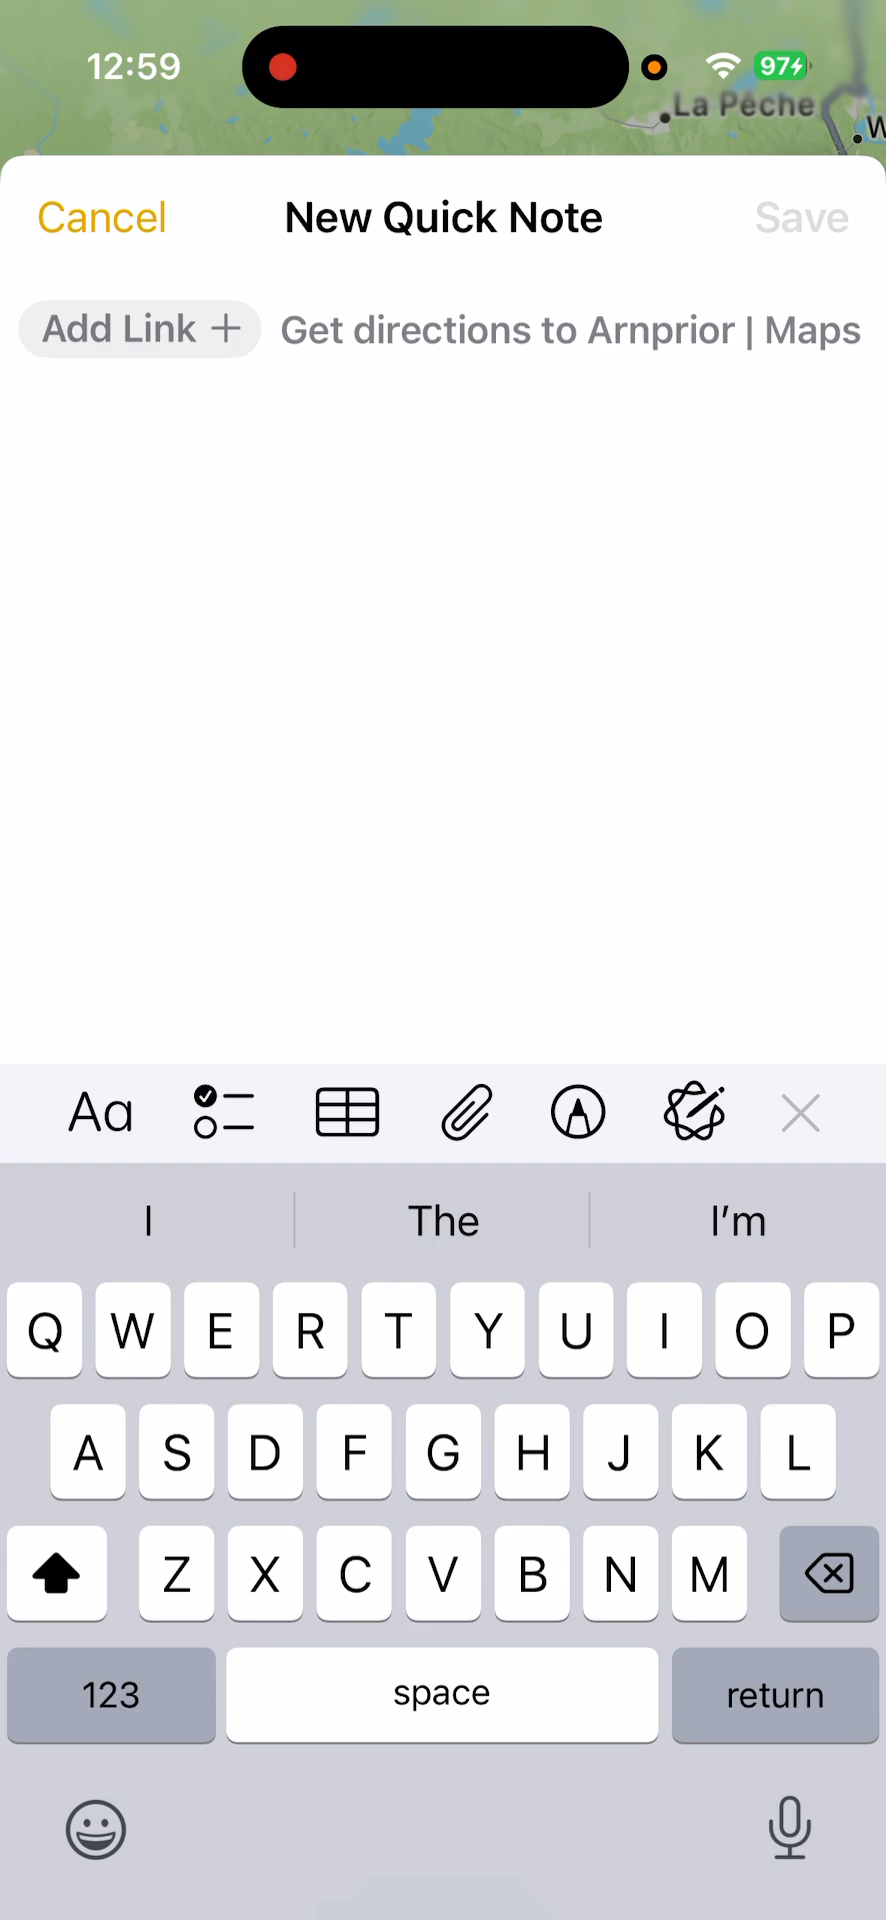 12:59
97
La Pêche
W
Cancel
New Quick Note
Save
Add Link +
Get directions to Arnprior | Maps
Aa
I
The
I’m
Q W E R T Y U I O P
A S D F G H J K L
Z X C V B N M
123
space
return